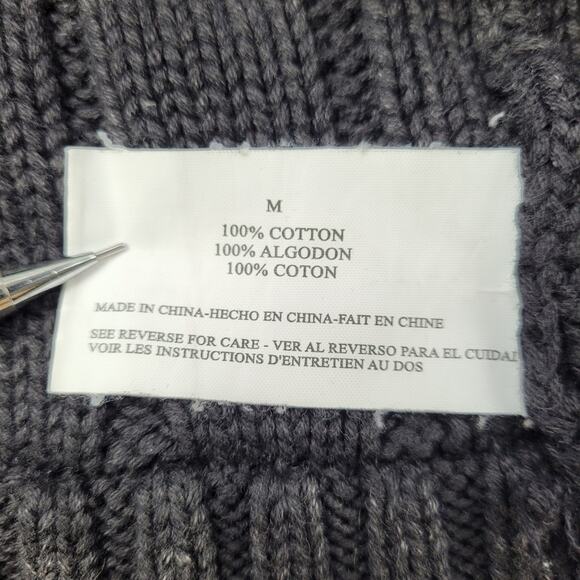 M
100% COTTON
100% ALGODON
100% COTON
MADE IN CHINA-HECHO EN CHINA-FAIT EN CHINE
SEE REVERSE FOR CARE - VER AL REVERSO PARA EL CUIDA
VOIR LES INSTRUCTIONS D'ENTRETIEN AU DOS